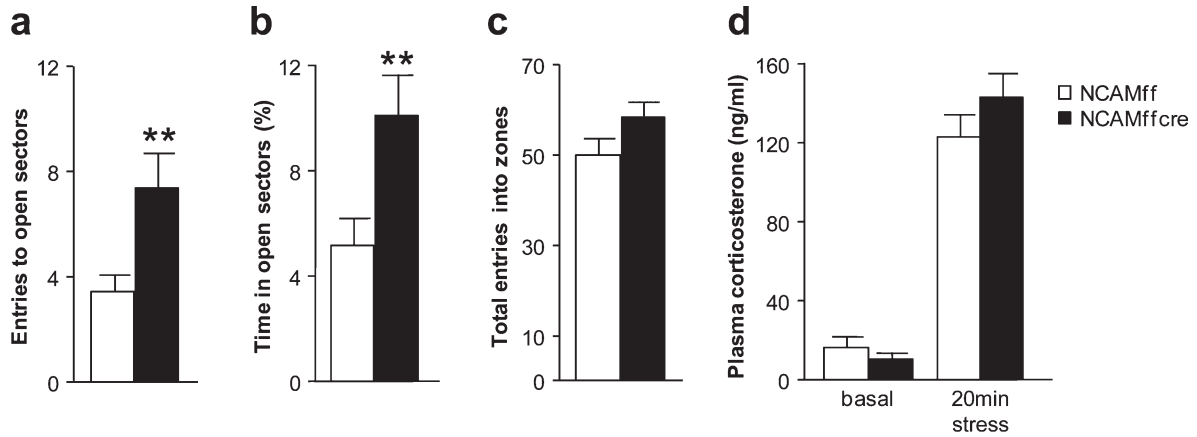 a
Entries to open sectors
12
8
4
0
**
b
Time in open sectors (%)
12
8
4
0
**
c
Total entries into zones
70
50
30
10
0
d
Plasma corticosterone (ng/ml)
160
120
80
40
0
basal
20min
stress
NCAMff
NCAMffcre